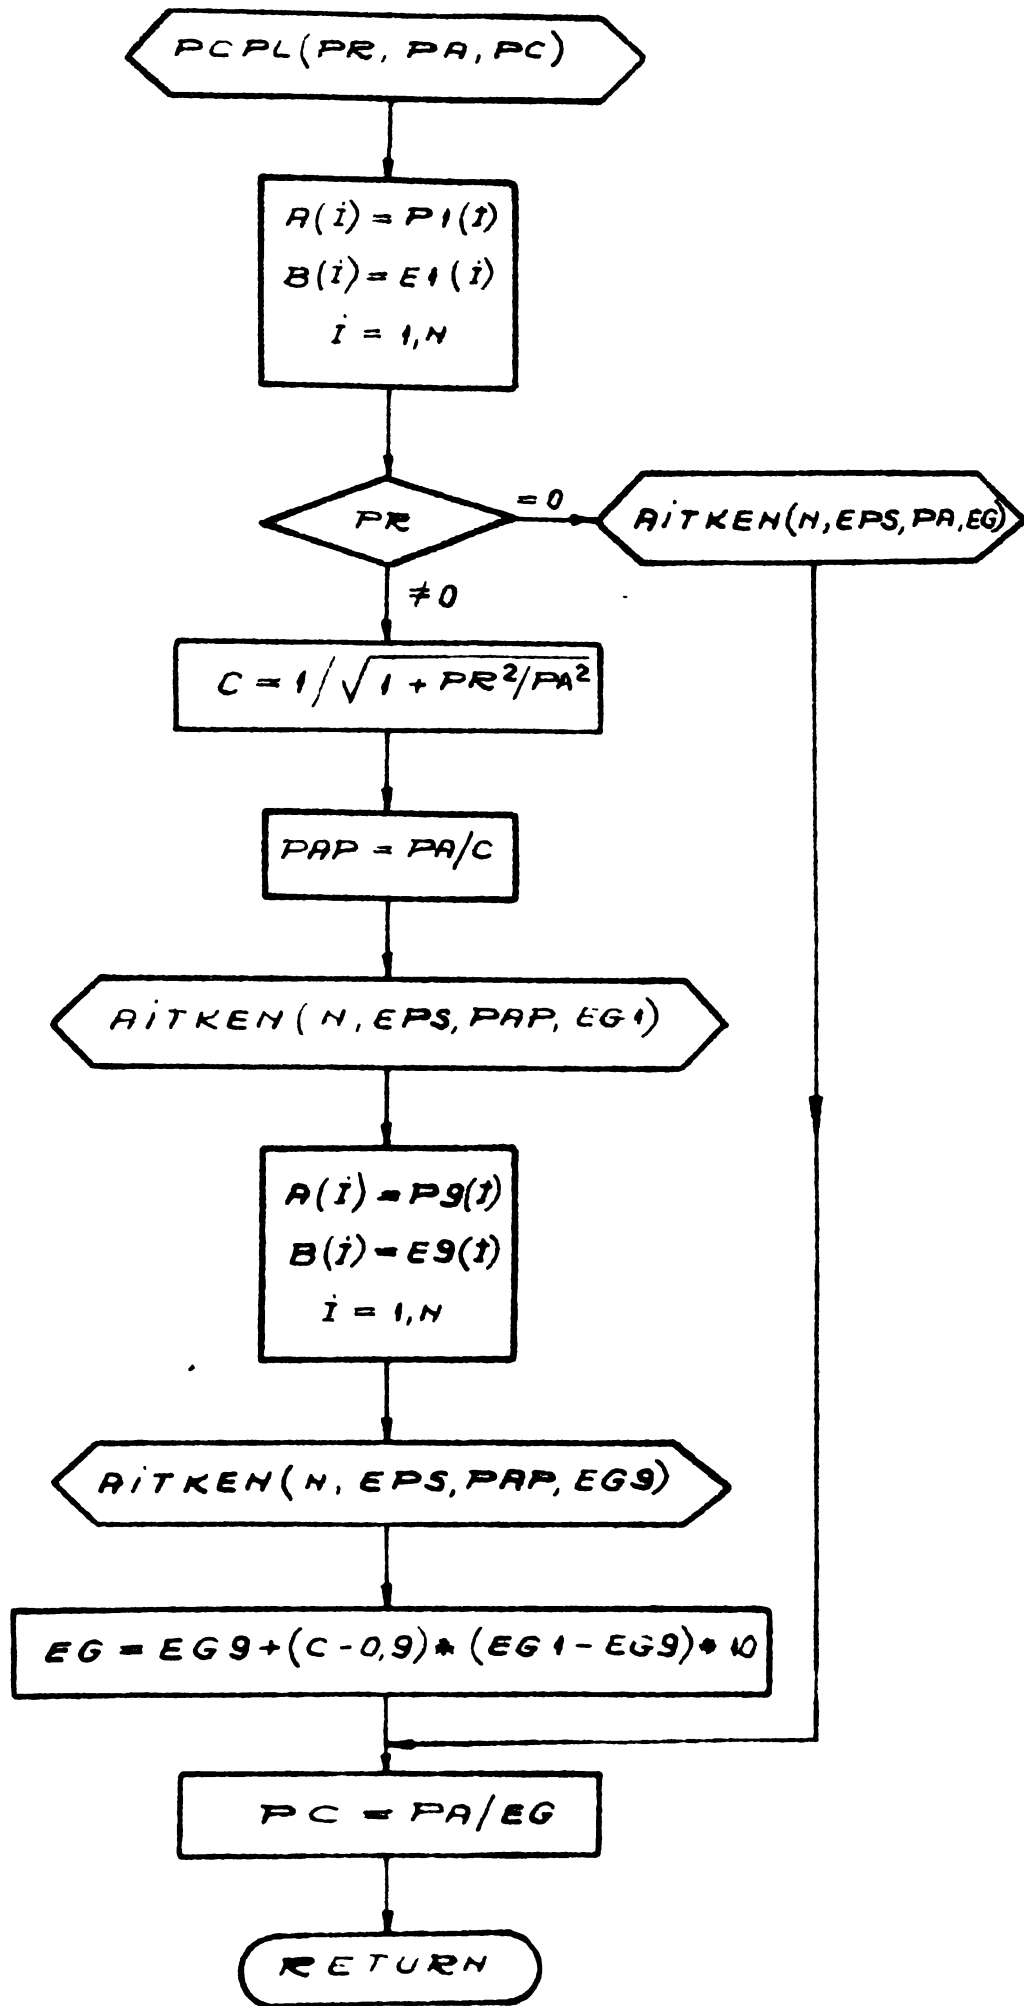 PCPL(PR, PA, PC)
A(i) = P1(i)
B(i) = E1(i)
i = 1,N
PR
= 0
AiTKEN(N,EPS,PA,EG)
≠ 0
C = 1/√1 + PR²/PA²
PAP = PA/C
AiTKEN(N, EPS, PAP, EG1)
A(i) = P9(i)
B(i) = E9(i)
i = 1,N
AiTKEN(N, EPS, PAP, EG9)
EG = EG9+(C-0,9)* (EG1-EG9)* 10
PC = PA/EG
RETURN